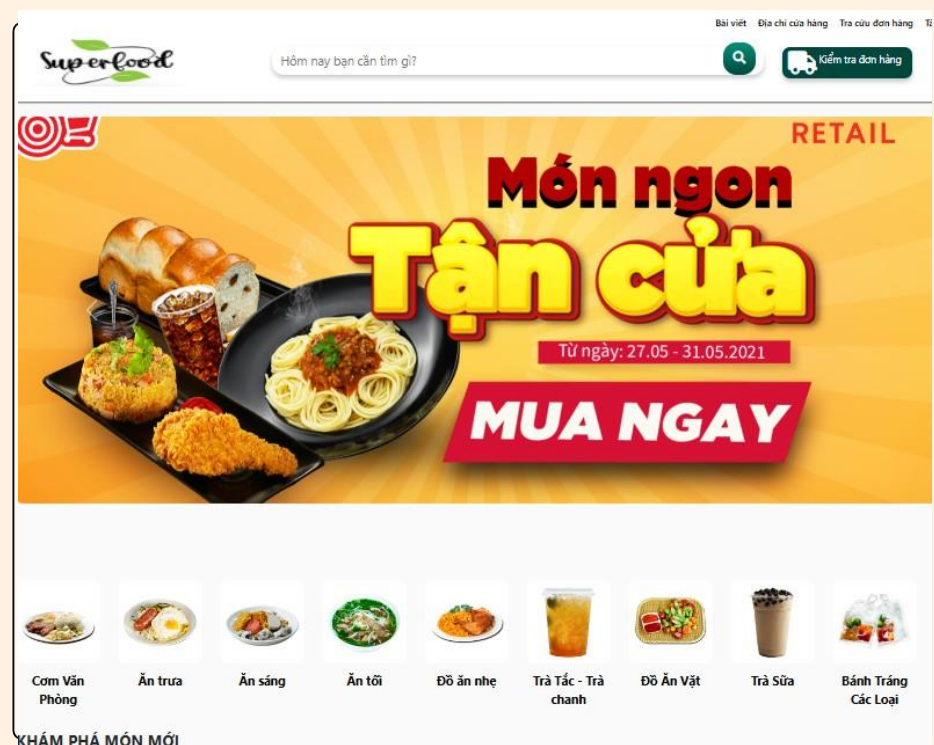 Bài viết Địa chỉ cửa hàng Tra cứu đơn hàng
Superfood
Hôm nay bạn cần tìm gì?
Kiểm tra đơn hàng
RETAIL
Món ngon
Tận cửa
Từ ngày: 27.05 - 31.05.2021
MUA NGAY
Cơm Văn Phòng
Ăn trưa
Ăn sáng
Ăn tối
Đồ ăn nhẹ
Trà Tắc - Trà chanh
Đồ Ăn Vặt
Trà Sữa
Bánh Tráng Các Loại
KHÁM PHÁ MÓN MỚI